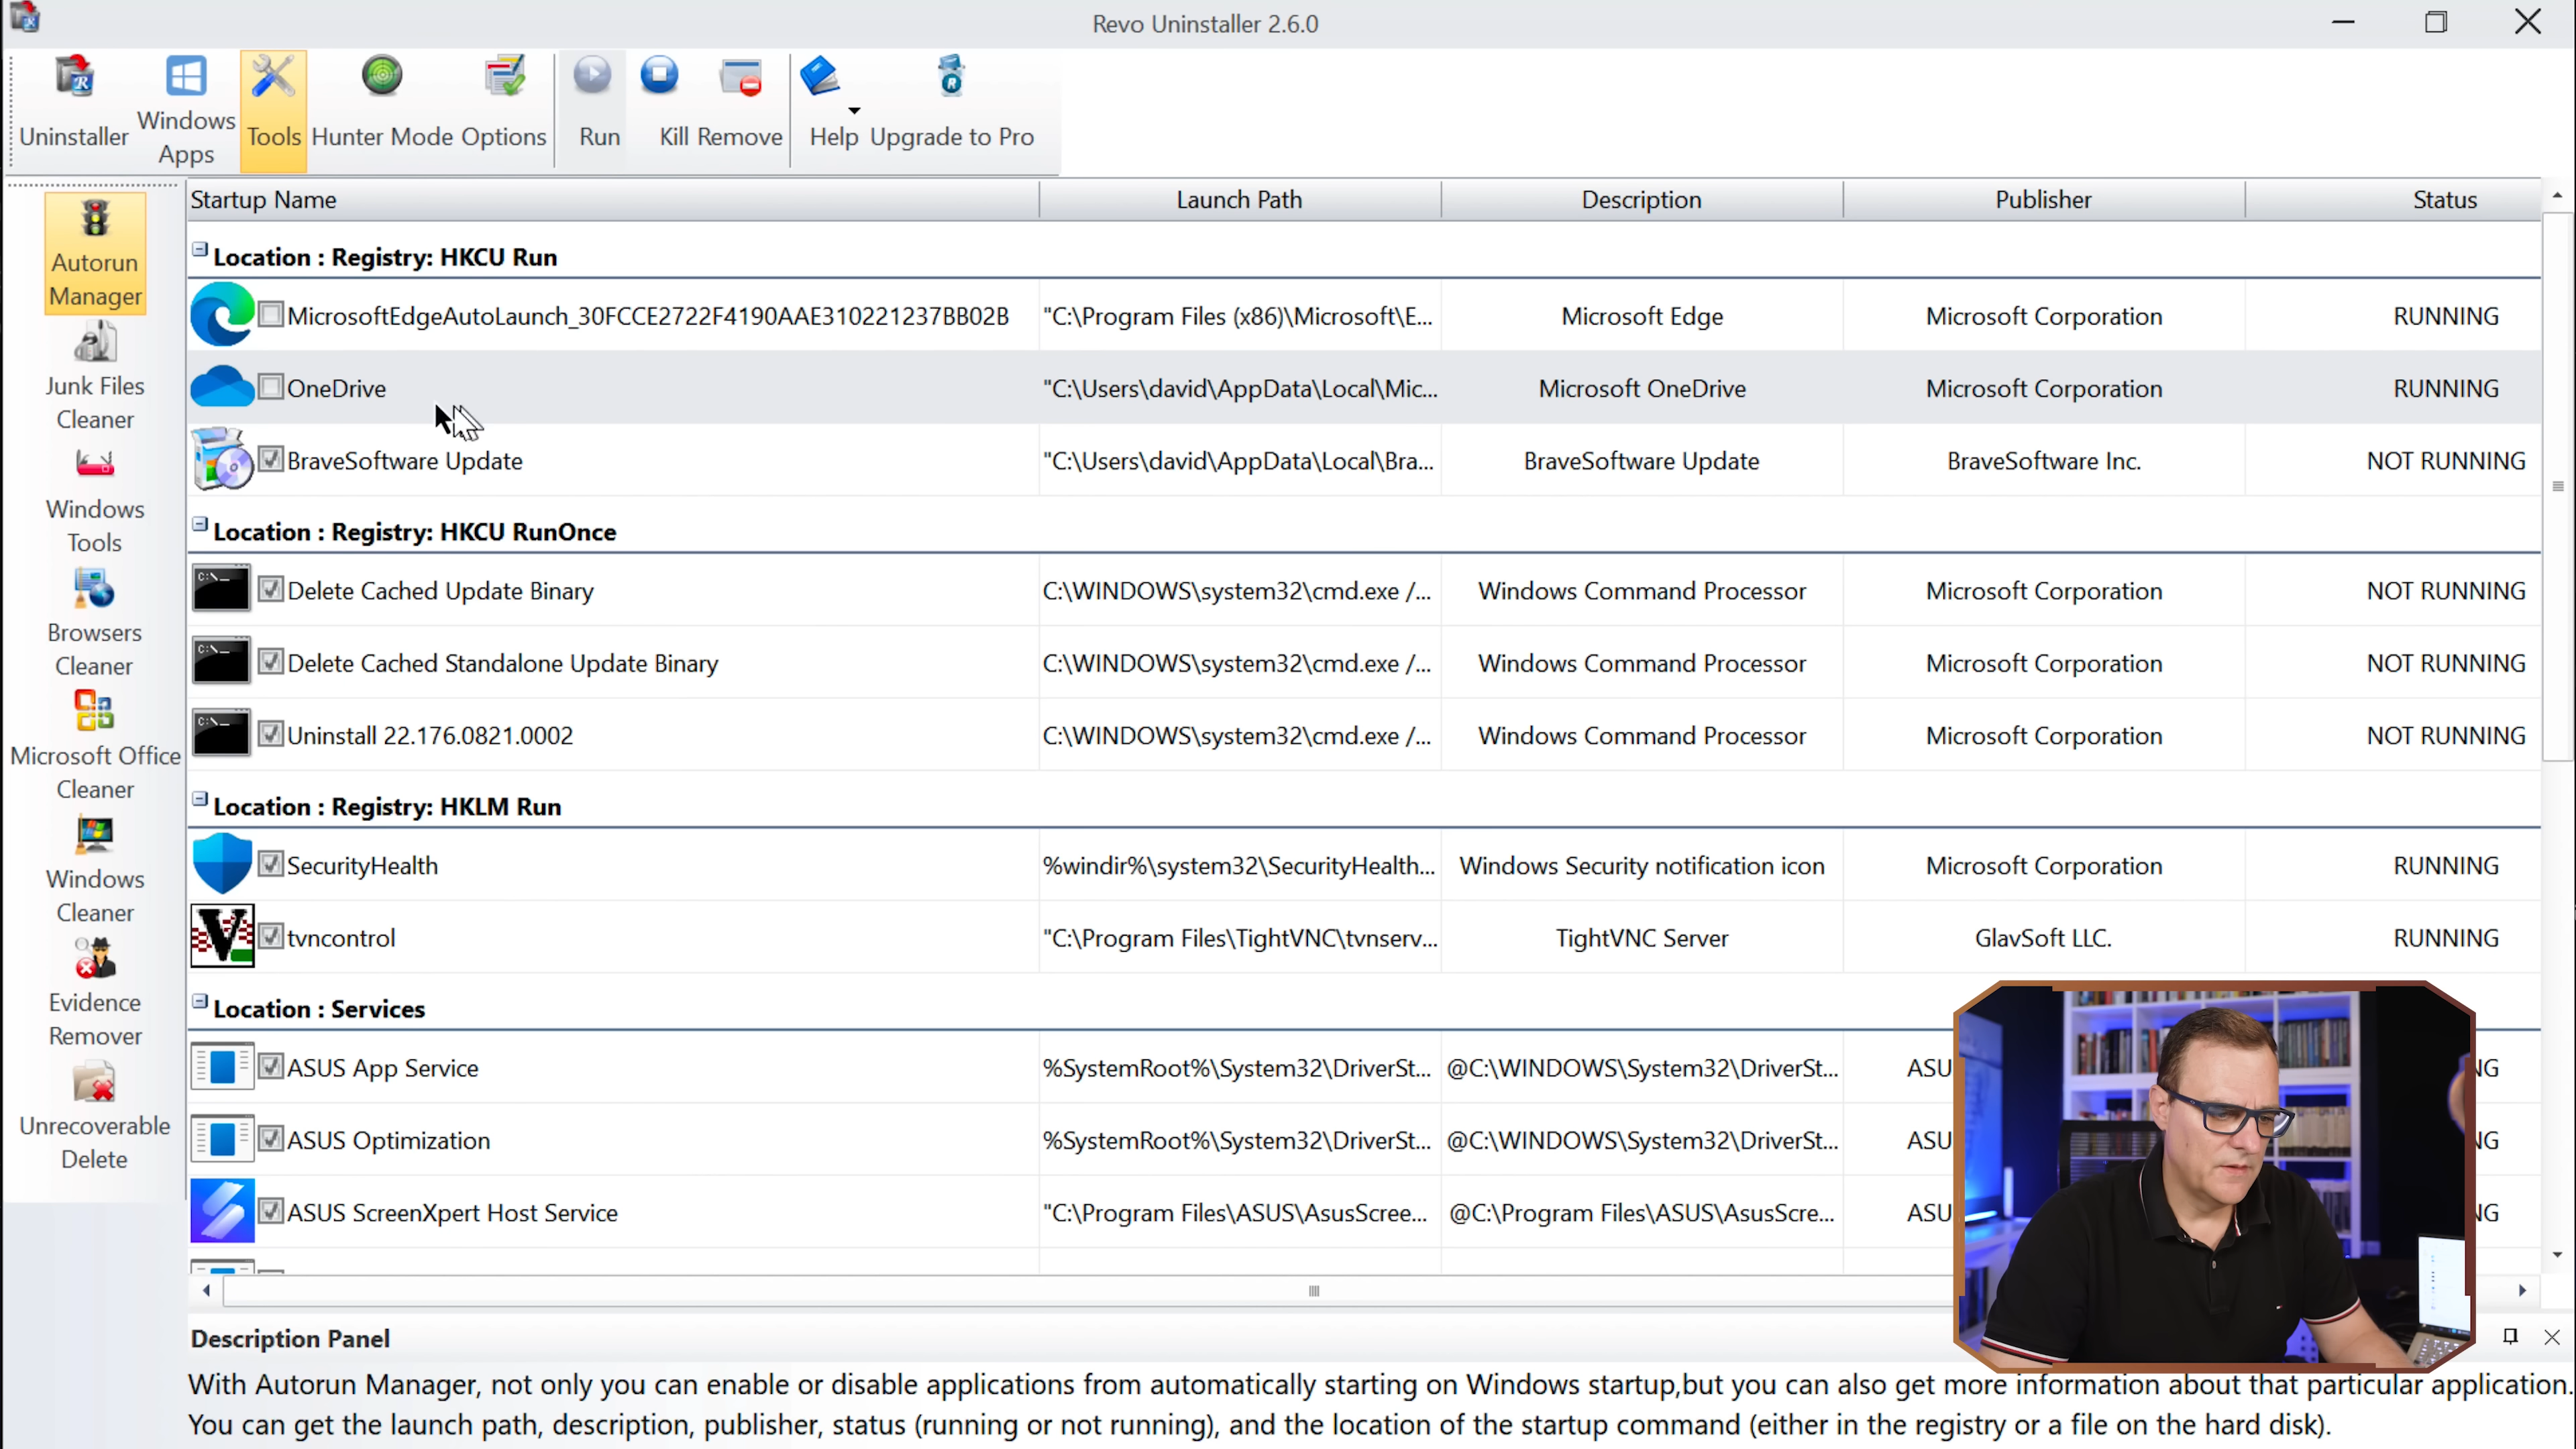 Revo Uninstaller 2.6.0
Uninstaller
Windows Apps
Tools
Hunter Mode
Options
Run
Kill
Remove
Help
Upgrade to Pro
Autorun Manager
Junk Files Cleaner
Windows Tools
Browsers Cleaner
Microsoft Office Cleaner
Windows Cleaner
Evidence Remover
Unrecoverable Delete
Startup Name Launch Path Description Publisher Status
Location : Registry: HKCU Run
MicrosoftEdgeAutoLaunch_30FCCE2722F4190AAE310221237BB02B "C:\Program Files (x86)\Microsoft\E... Microsoft Edge Microsoft Corporation RUNNING
OneDrive "C:\Users\david\AppData\Local\Mic... Microsoft OneDrive Microsoft Corporation RUNNING
BraveSoftware Update "C:\Users\david\AppData\Local\Bra... BraveSoftware Update BraveSoftware Inc. NOT RUNNING
Location : Registry: HKCU RunOnce
Delete Cached Update Binary C:\WINDOWS\system32\cmd.exe /... Windows Command Processor Microsoft Corporation NOT RUNNING
Delete Cached Standalone Update Binary C:\WINDOWS\system32\cmd.exe /... Windows Command Processor Microsoft Corporation NOT RUNNING
Uninstall 22.176.0821.0002 C:\WINDOWS\system32\cmd.exe /... Windows Command Processor Microsoft Corporation NOT RUNNING
Location : Registry: HKLM Run
SecurityHealth %windir%\system32\SecurityHealth... Windows Security notification icon Microsoft Corporation RUNNING
tvncontrol "C:\Program Files\TightVNC\tvnserv... TightVNC Server GlavSoft LLC. RUNNING
Location : Services
ASUS App Service %SystemRoot%\System32\DriverSt... @C:\WINDOWS\System32\DriverSt... ASU NG
ASUS Optimization %SystemRoot%\System32\DriverSt... @C:\WINDOWS\System32\DriverSt... ASU NG
ASUS ScreenXpert Host Service "C:\Program Files\ASUS\AsusScree... @C:\Program Files\ASUS\AsusScre... ASU NG
Description Panel
With Autorun Manager, not only you can enable or disable applications from automatically starting on Windows startup,but you can also get more information about that particular application.
You can get the launch path, description, publisher, status (running or not running), and the location of the startup command (either in the registry or a file on the hard disk).